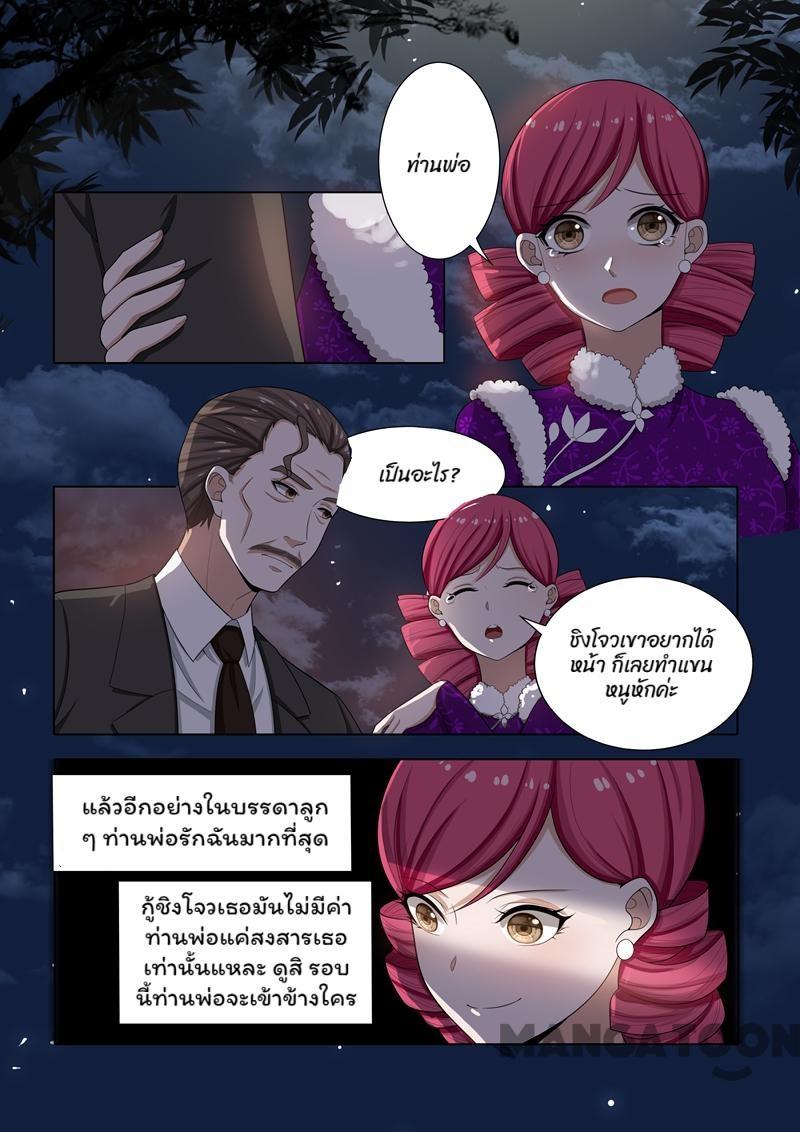 ท่านพ่อ
เป็นอะไร?
ชิงโจวเขาอยากได้
หน้า ก็เลยทำแขน
หนูหักค่ะ
แล้วอีกอย่างในบรรดาลูก
ๆ ท่านพ่อรักฉันมากที่สุด
กู้ชิงโจวเธอมันไม่มีค่า
ท่านพ่อแค่สงสารเธอ
เท่านั้นแหละ ดูสิ รอบ
นี้ท่านพ่อจะเข้าข้างใคร
MANGATOON